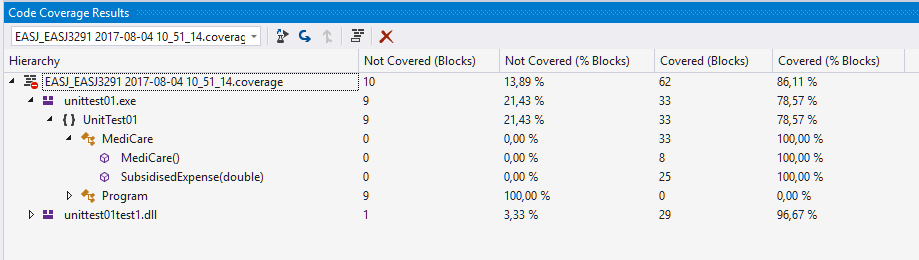 Code Coverage Results
EASJ_EASJ3291 2017-08-04 10_51_14.coverag
Hierarchy Not Covered (Blocks) Not Covered (% Blocks) Covered (Blocks) Covered (% Blocks)
EASJ_EASJ3291 2017-08-04 10_51_14.coverage 10 13,89 % 62 86,11 %
unittest01.exe 9 21,43 % 33 78,57 %
{ } UnitTest01 9 21,43 % 33 78,57 %
MediCare 0 0,00 % 33 100,00 %
MediCare() 0 0,00 % 8 100,00 %
SubsidisedExpense(double) 0 0,00 % 25 100,00 %
Program 9 100,00 % 0 0,00 %
unittest01test1.dll 1 3,33 % 29 96,67 %